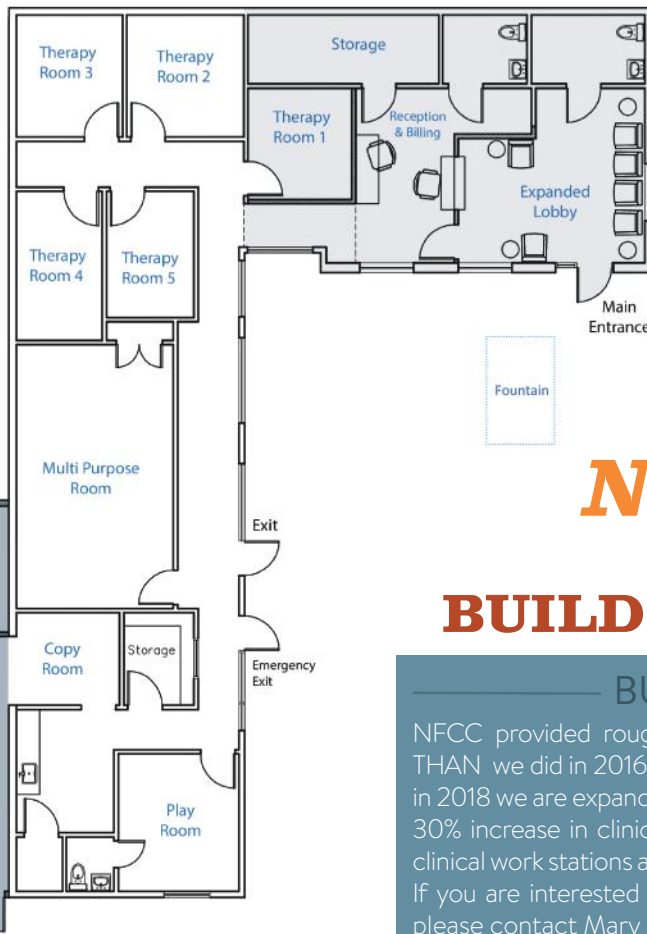 Therapy
Room 3
Therapy
Room 2
Storage
Therapy
Room 1
Reception
& Billing
Expanded
Lobby
Therapy
Room 4
Therapy
Room 5
Main
Entrance
Fountain
Multi Purpose
Room
N
Exit
BUILD
Copy
Room
Storage
Emergency
Exit
BU
NFCC provided roug
THAN we did in 2016
in 2018 we are expand
30% increase in clinic
clinical work stations a
If you are interested
please contact Mary
Play
Room